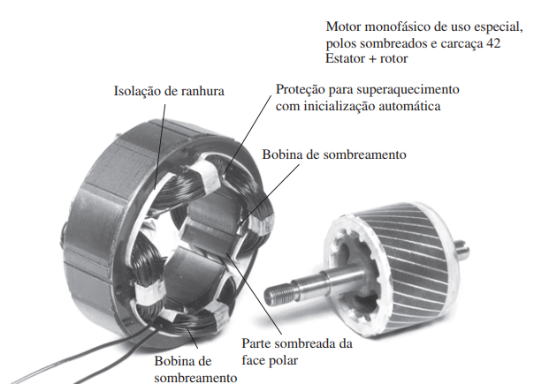 Motor monofásico de uso especial,
polos sombreados e carcaça 42
Estator + rotor
Isolação de ranhura
Proteção para superaquecimento
com inicialização automática
Bobina de sombreamento
Parte sombreada da
face polar
Bobina de
sombreamento